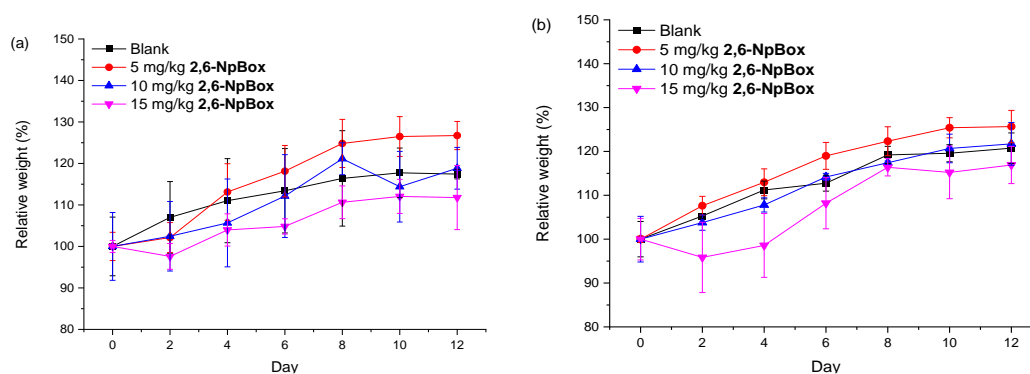 (a)
150
140
130
120
110
100
90
80
Relative weight (%)
Blank
5 mg/kg 2,6-NpBox
10 mg/kg 2,6-NpBox
15 mg/kg 2,6-NpBox
0 2 4 6 8 10 12
Day
(b)
150
140
130
120
110
100
90
80
Relative weight (%)
Blank
5 mg/kg 2,6-NpBox
10 mg/kg 2,6-NpBox
15 mg/kg 2,6-NpBox
0 2 4 6 8 10 12
Day